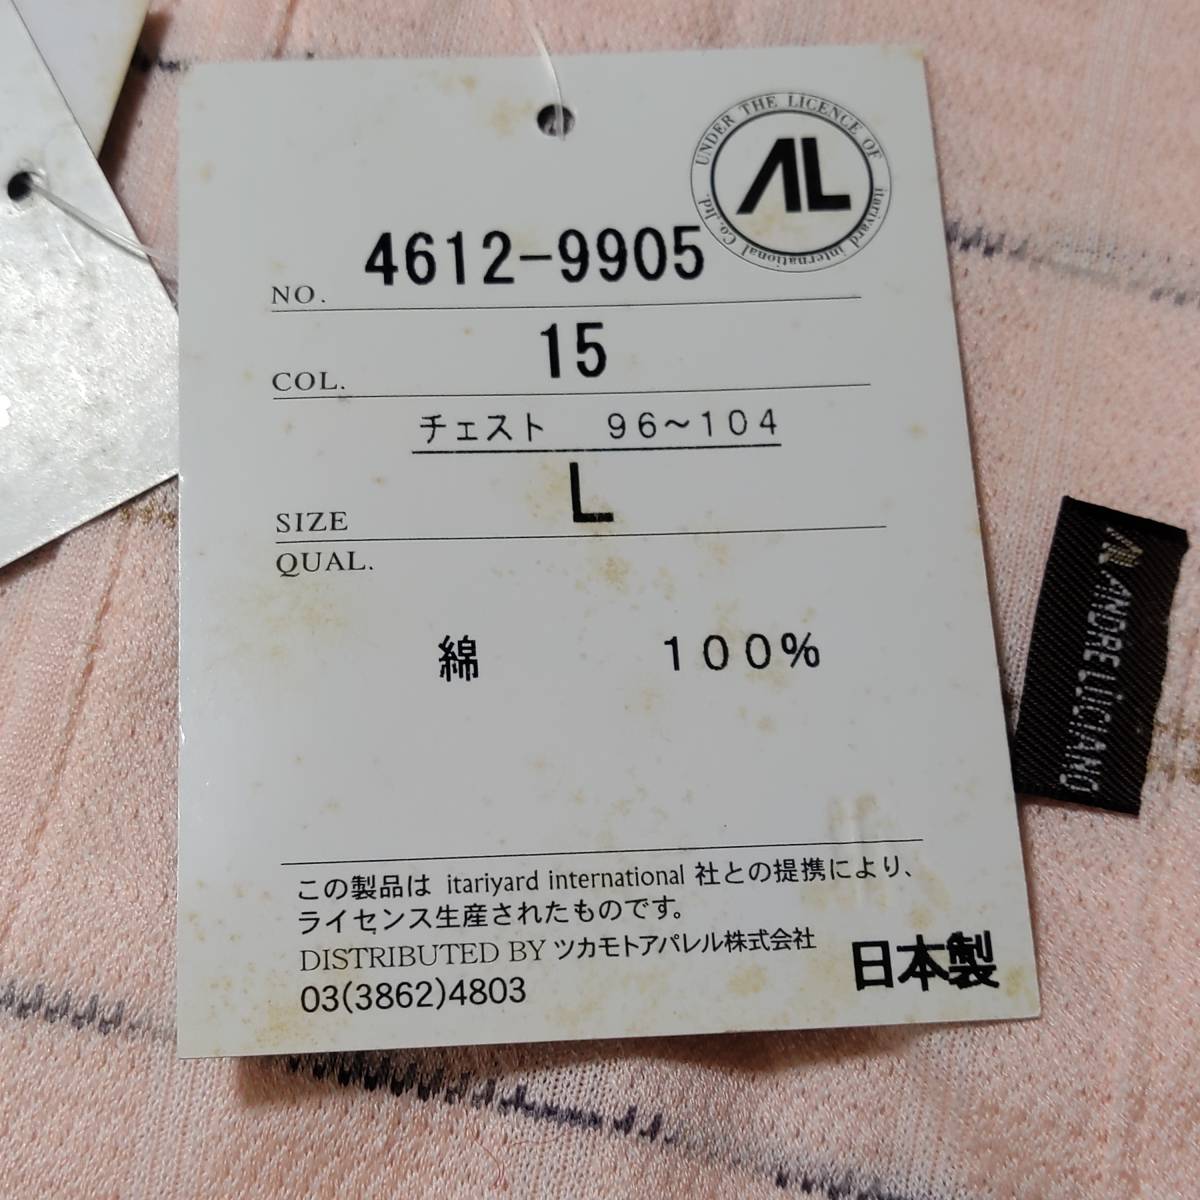 UNDER THE LICENCE OF itariyard international Co.,ltd.
AL
NO. 4612-9905
COL. 15
チェスト 96~104
SIZE L
QUAL.
綿 100%
この製品は itariyard international 社との提携により、
ライセンス生産されたものです。
DISTRIBUTED BY ツカモトアパレル株式会社
03(3862)4803
日本製
AL ANDRE LUCIANO